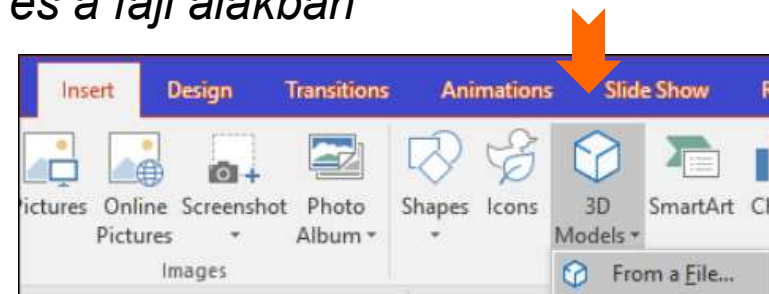 és a fájl alakban
Insert Design Transitions Animations Slide Show
Pictures Online Screenshot Photo Shapes Icons 3D SmartArt
Pictures Album Models
Images
From a File...